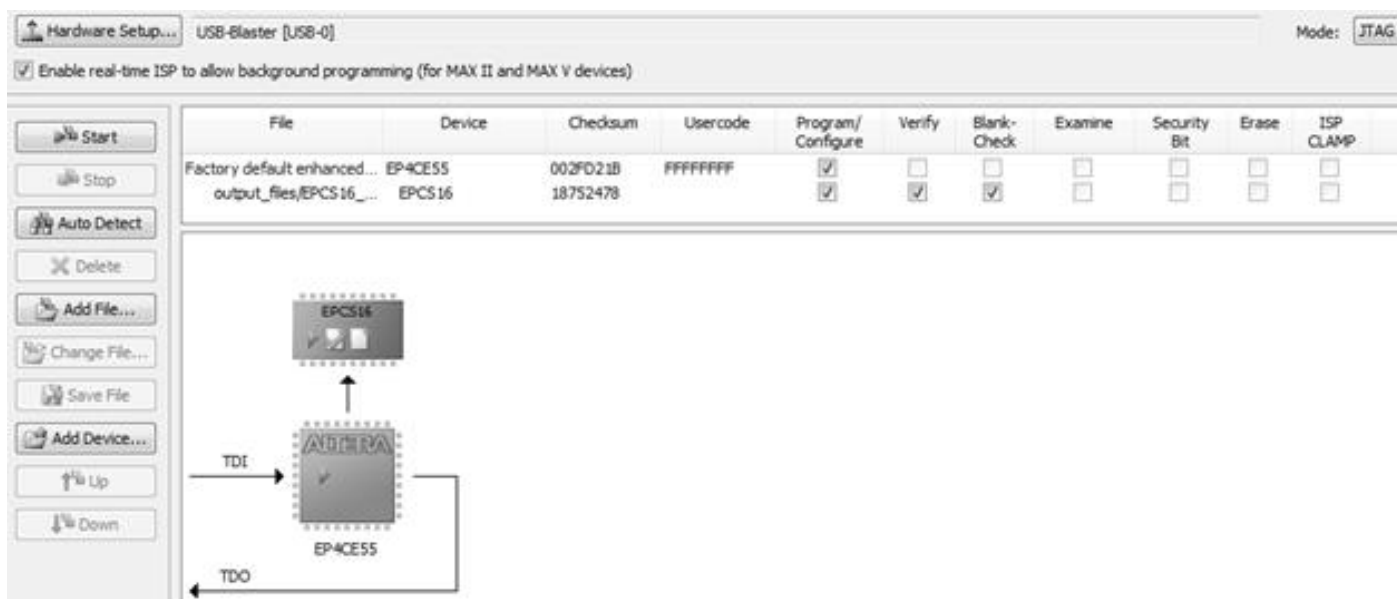 Hardware Setup... USB-Blaster [USB-0] Mode: JTAG
Enable real-time ISP to allow background programming (for MAX II and MAX V devices)
Start
Stop
Auto Detect
Delete
Add File...
Change File...
Save File
Add Device...
Up
Down
File Device Checksum Usercode Program/Configure Verify Blank-Check Examine Security Bit Erase ISP CLAMP
Factory default enhanced... EP4CE55 002FD21B FFFFFFFF
output_files/EPCS16_... EPCS16 18752478
EPCS16
ALTERA
TDI
EP4CE55
TDO